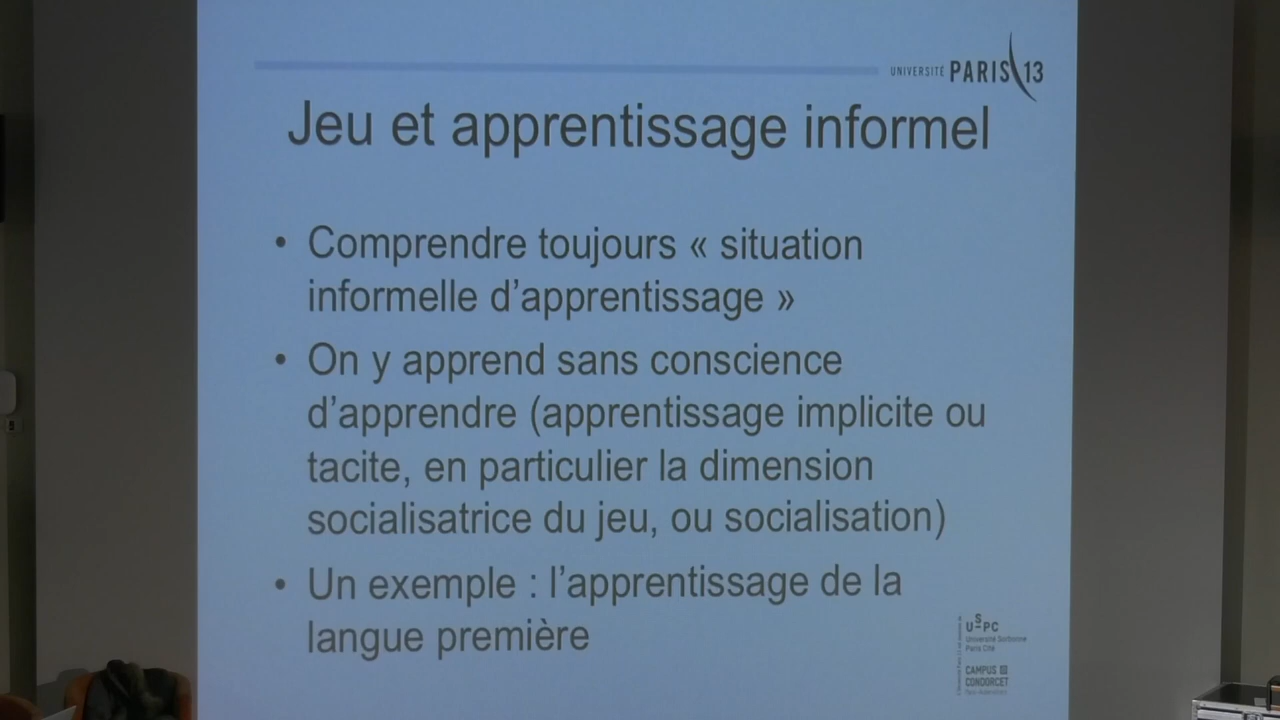 UNIVERSITÉ PARIS 13
Jeu et apprentissage informel
• Comprendre toujours « situation
informelle d’apprentissage »
• On y apprend sans conscience
d’apprendre (apprentissage implicite ou
tacite, en particulier la dimension
socialisatrice du jeu, ou socialisation)
• Un exemple : l’apprentissage de la
langue première
USPC
Université Sorbonne
Paris Cité
CAMPUS
CONDORCET